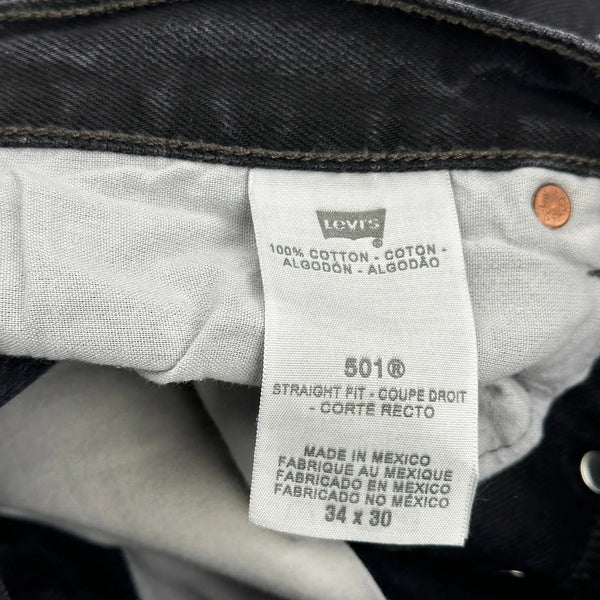 Levi's
®
100% COTTON - COTON -
ALGODÓN - ALGODÃO
501®
STRAIGHT FIT - COUPE DROIT
- CORTE RECTO
MADE IN MEXICO
FABRIQUE AU MEXIQUE
FABRICADO EN MÉXICO
FABRICADO NO MÉXICO
34 x 30